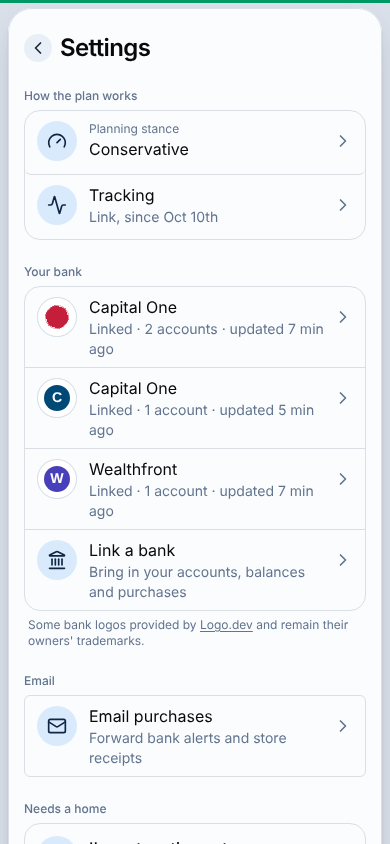 Settings
How the plan works
Planning stance
Conservative
Tracking
Link, since Oct 10th
Your bank
Capital One
Linked · 2 accounts · updated 7 min
ago
Capital One
C
Linked · 1 account · updated 5 min
ago
Wealthfront
W
Linked · 1 account · updated 7 min
ago
Link a bank
Bring in your accounts, balances
and purchases
Some bank logos provided by Logo.dev and remain their
owners' trademarks.
Email
Email purchases
Forward bank alerts and store
receipts
Needs a home